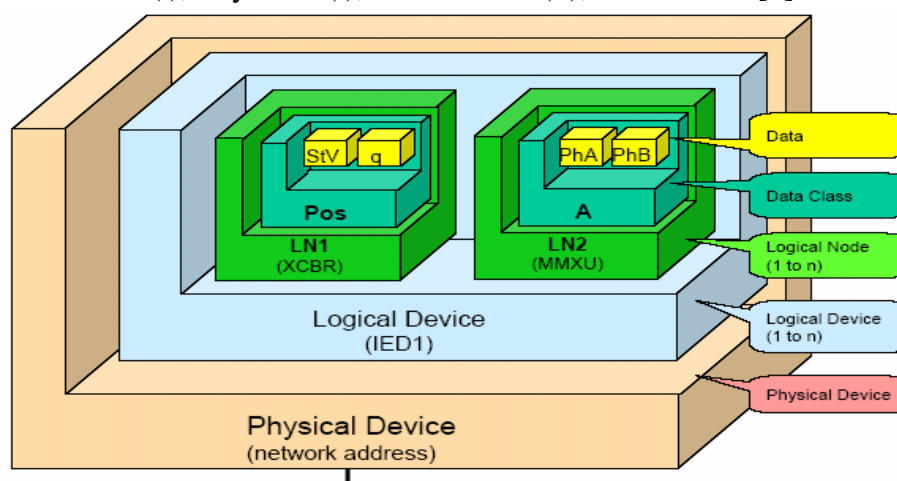 StV
q
PhA
PhB
Data
Pos
A
Data Class
LN1
(XCBR)
LN2
(MMXU)
Logical Node
(1 to n)
Logical Device
(IED1)
Logical Device
(1 to n)
Physical Device
Physical Device
(network address)